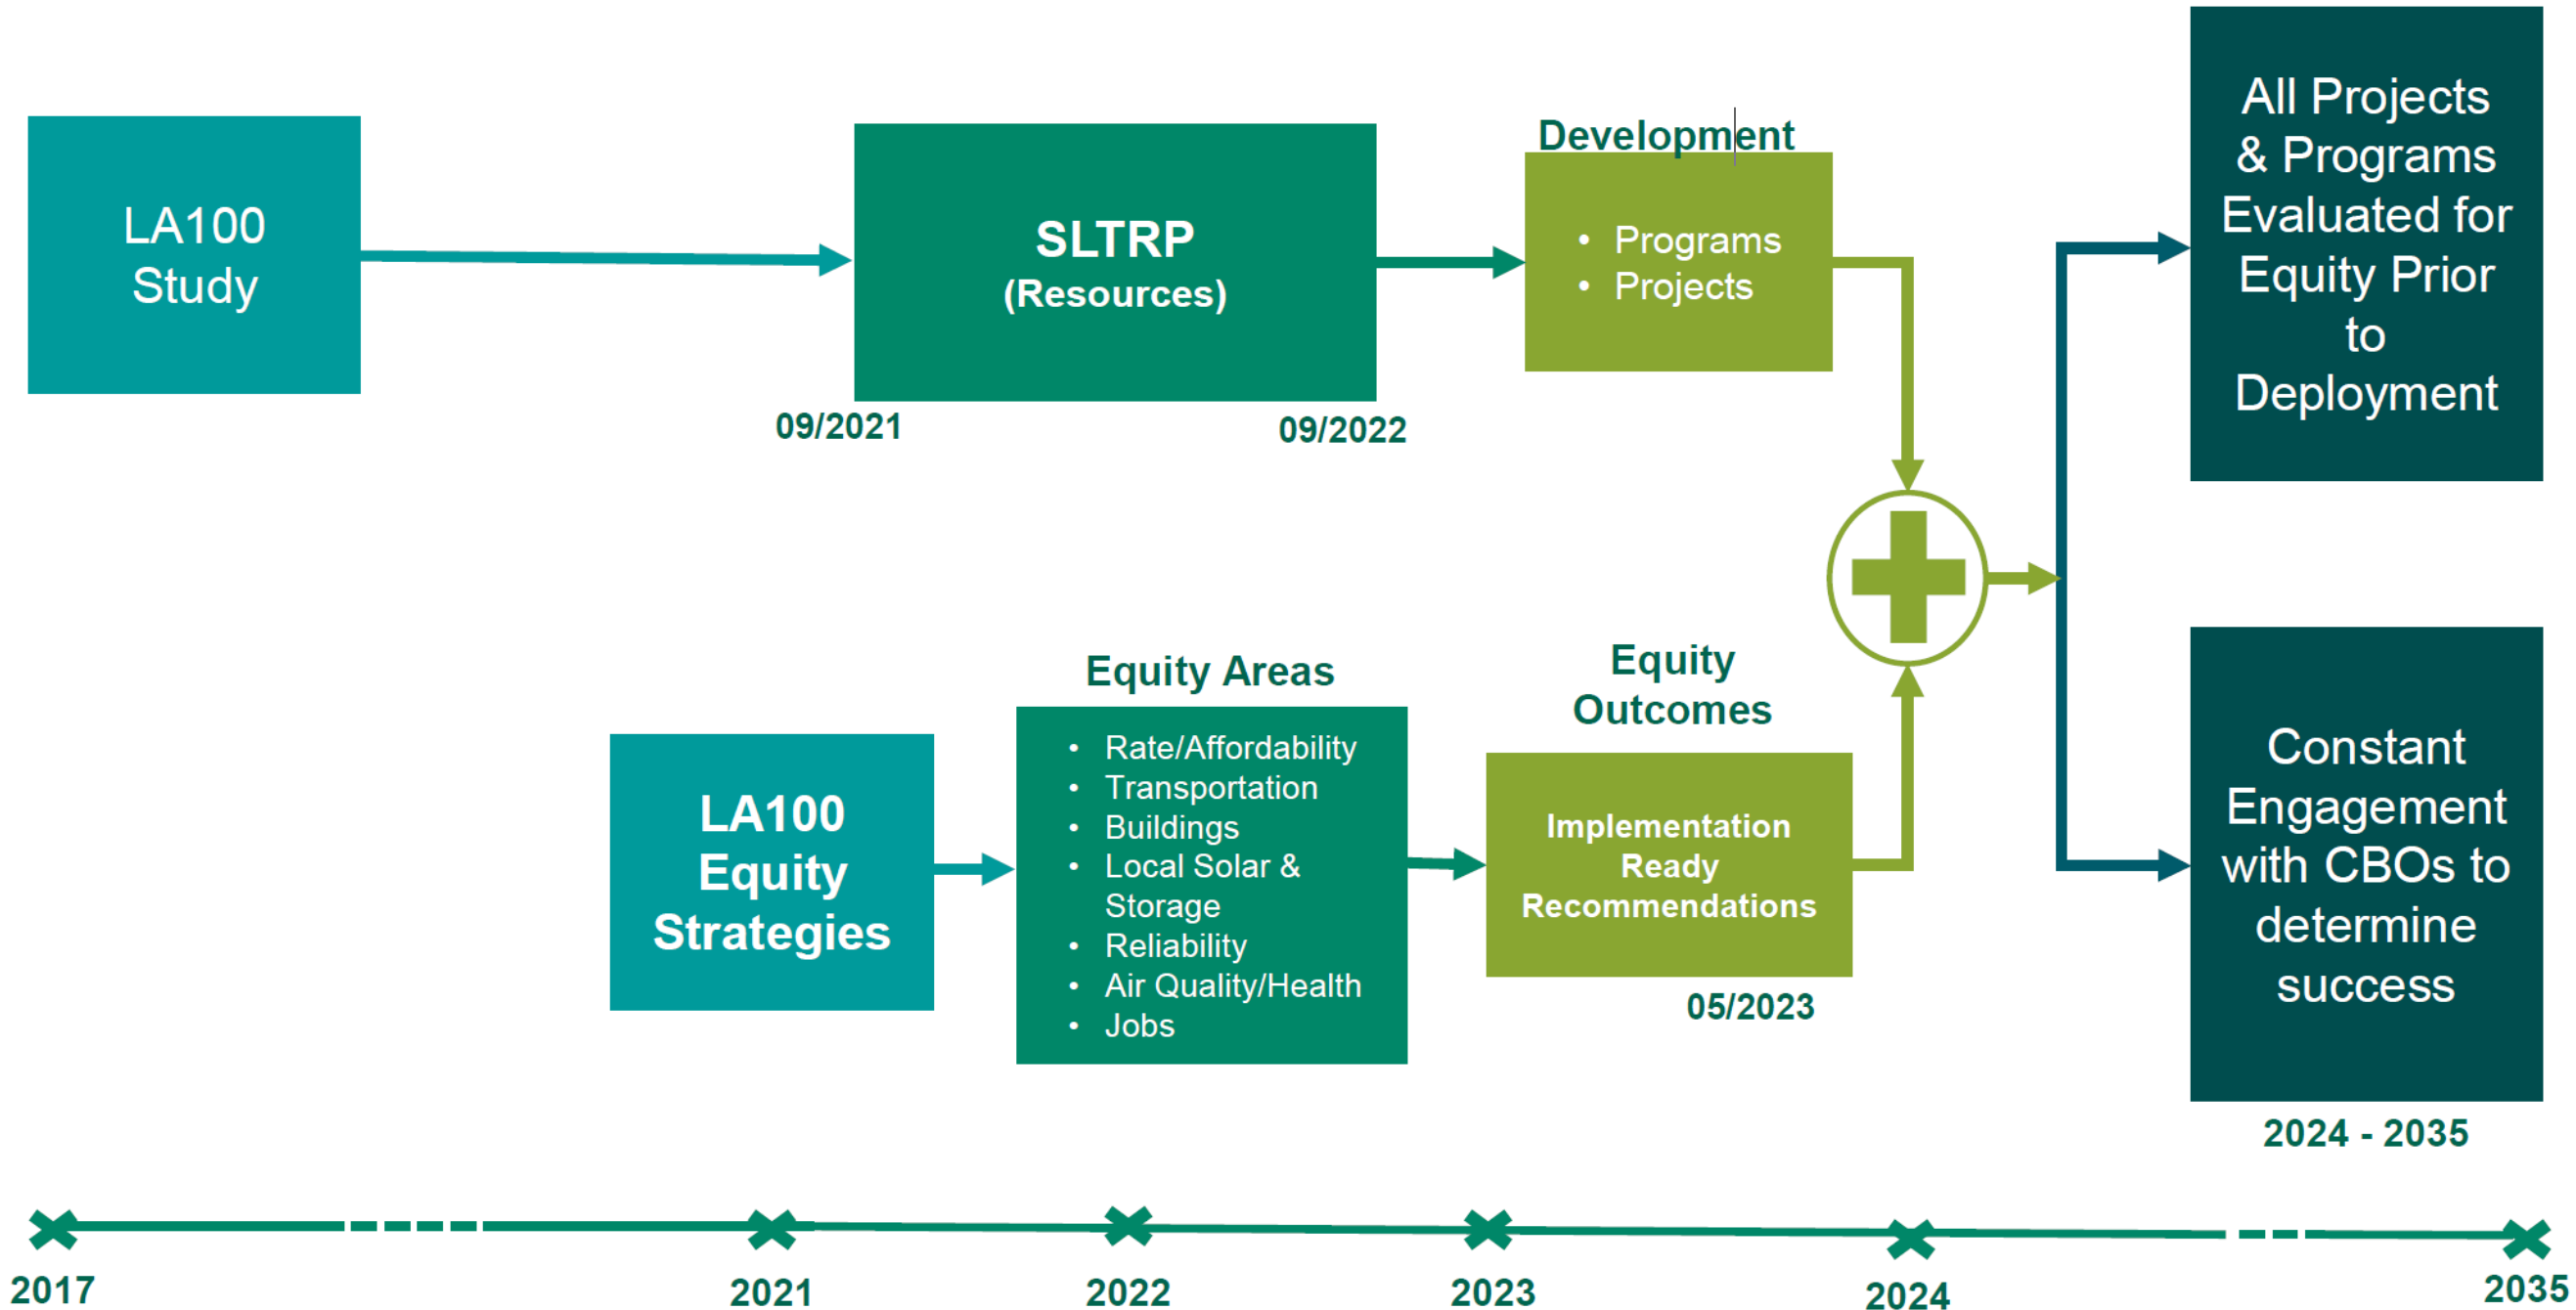 LA100
Study
SLTRP
(Resources)
09/2021
09/2022
Development
• Programs
• Projects
All Projects
& Programs
Evaluated for
Equity Prior
to
Deployment
LA100
Equity
Strategies
Equity Areas
• Rate/Affordability
• Transportation
• Buildings
• Local Solar &
Storage
• Reliability
• Air Quality/Health
• Jobs
Equity
Outcomes
Implementation
Ready
Recommendations
05/2023
Constant
Engagement
with CBOs to
determine
success
2024 - 2035
2017
2021
2022
2023
2024
2035